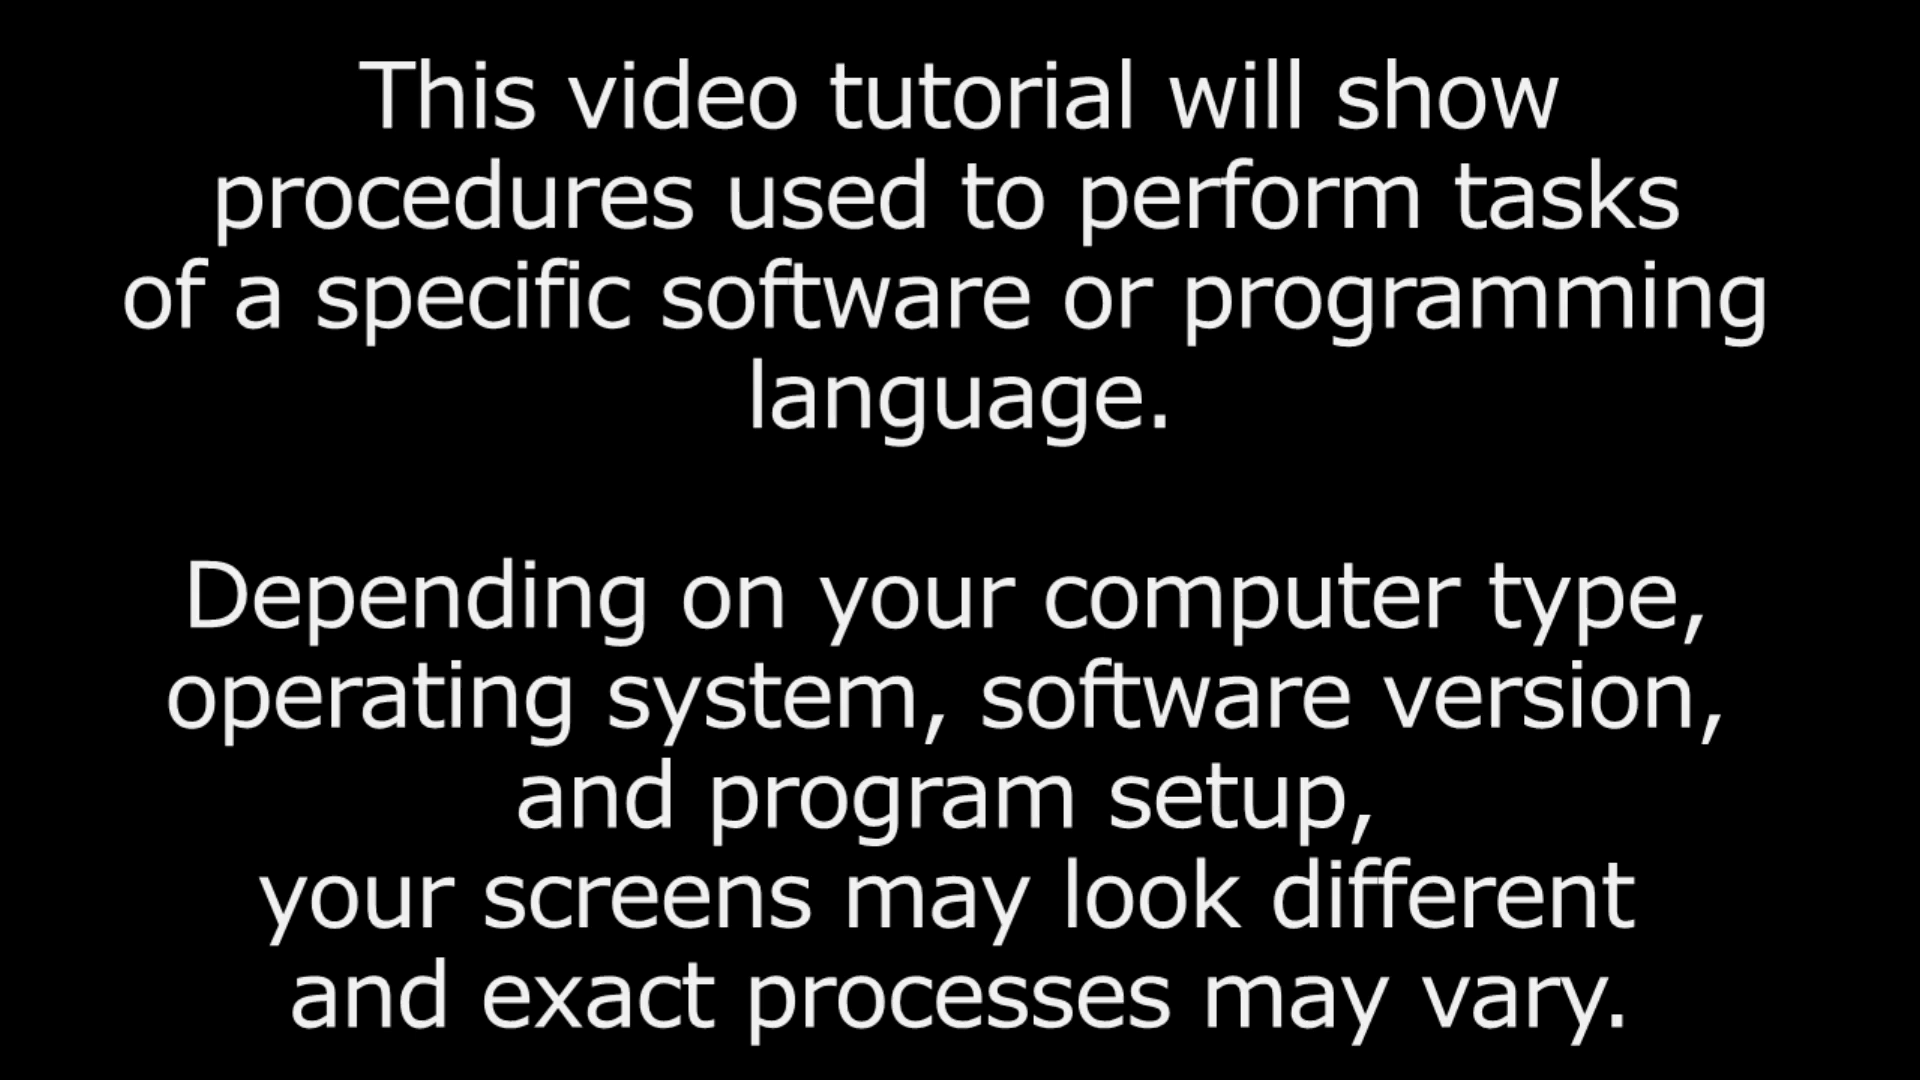 This video tutorial will show
procedures used to perform tasks
of a specific software or programming
language.
Depending on your computer type,
operating system, software version,
and program setup,
your screens may look different
and exact processes may vary.